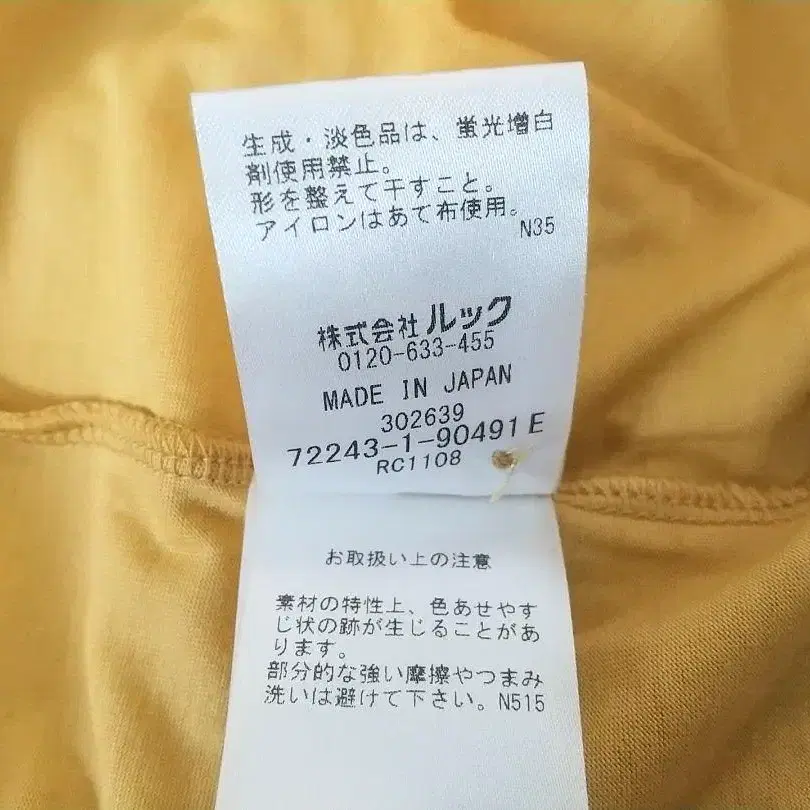 生成・淡色品は、蛍光増白
剤使用禁止。
形を整えて干すこと。
アイロンはあて布使用。
N35
株式会社 ルック
0120-633-455
MADE IN JAPAN
302639
72243-1-90491 E
RC1108
お取扱い上の注意
素材の特性上、色あせやす
じ状の跡が生じることがあ
ります。
部分的な強い摩擦やつまみ
洗いは避けて下さい。N515